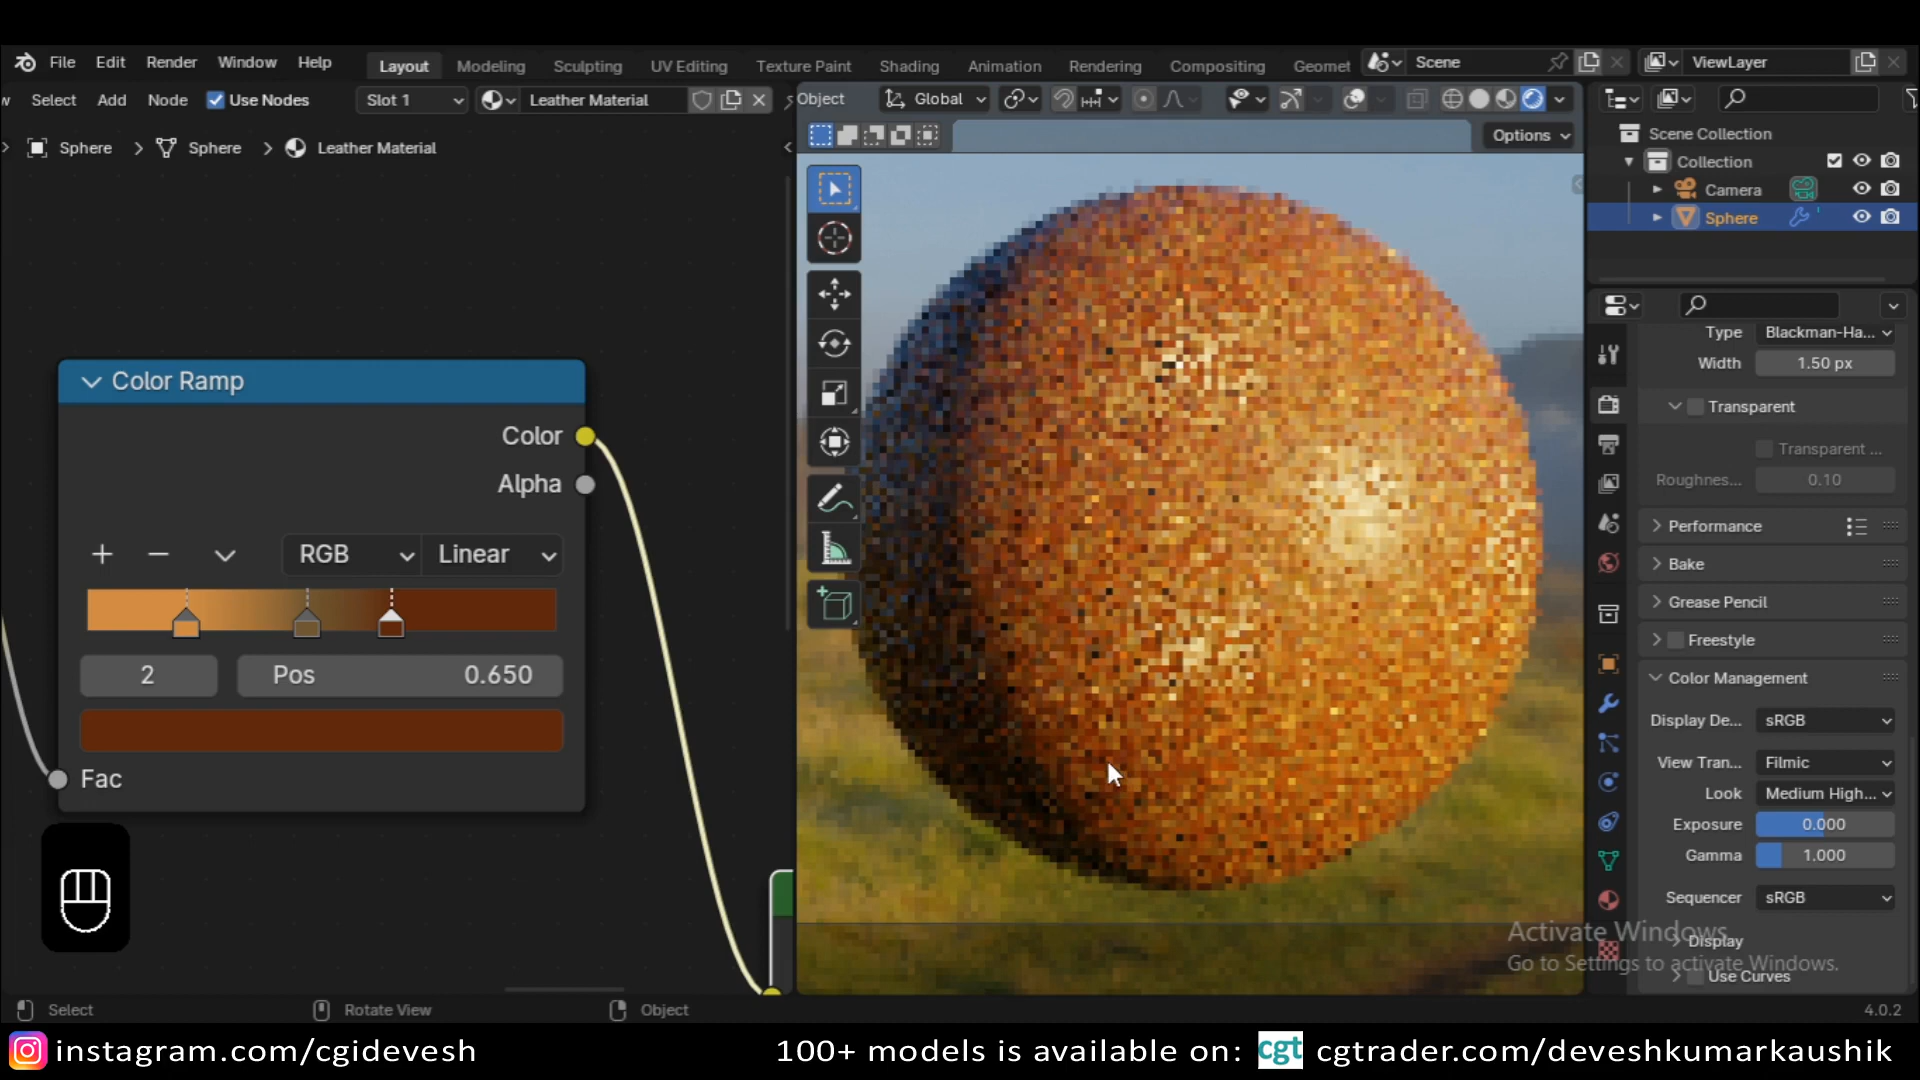 File Edit Render Window Help Layout Modeling Sculpting UV Editing Texture Paint Shading Animation Rendering Compositing Geomet Scene ViewLayer
Select Add Node Use Nodes Slot 1 Leather Material Object Global
Options
Sphere Sphere Leather Material
Scene Collection
Collection
Camera
Sphere
Color Ramp
Color
Alpha
RGB Linear
2 Pos 0.650
Fac
Type Blackman-Ha...
Width 1.50 px
Transparent
Transparent ...
Roughnes... 0.10
Performance
Bake
Grease Pencil
Freestyle
Color Management
Display De... sRGB
View Tran... Filmic
Look Medium High...
Exposure 0.000
Gamma 1.000
Sequencer sRGB
Display
Use Curves
Activate Windows
Go to Settings to activate Windows.
Select Rotate View Object 4.0.2
instagram.com/cgidevesh 100+ models is available on: cgt cgtrader.com/deveshkumarkaushik